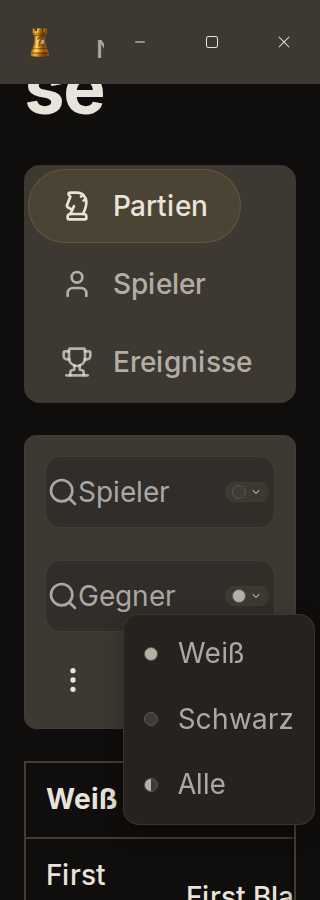 se
Partien
Spieler
Ereignisse
Spieler
Gegner
Weiß
Schwarz
Alle
Weiß
First
First Bla